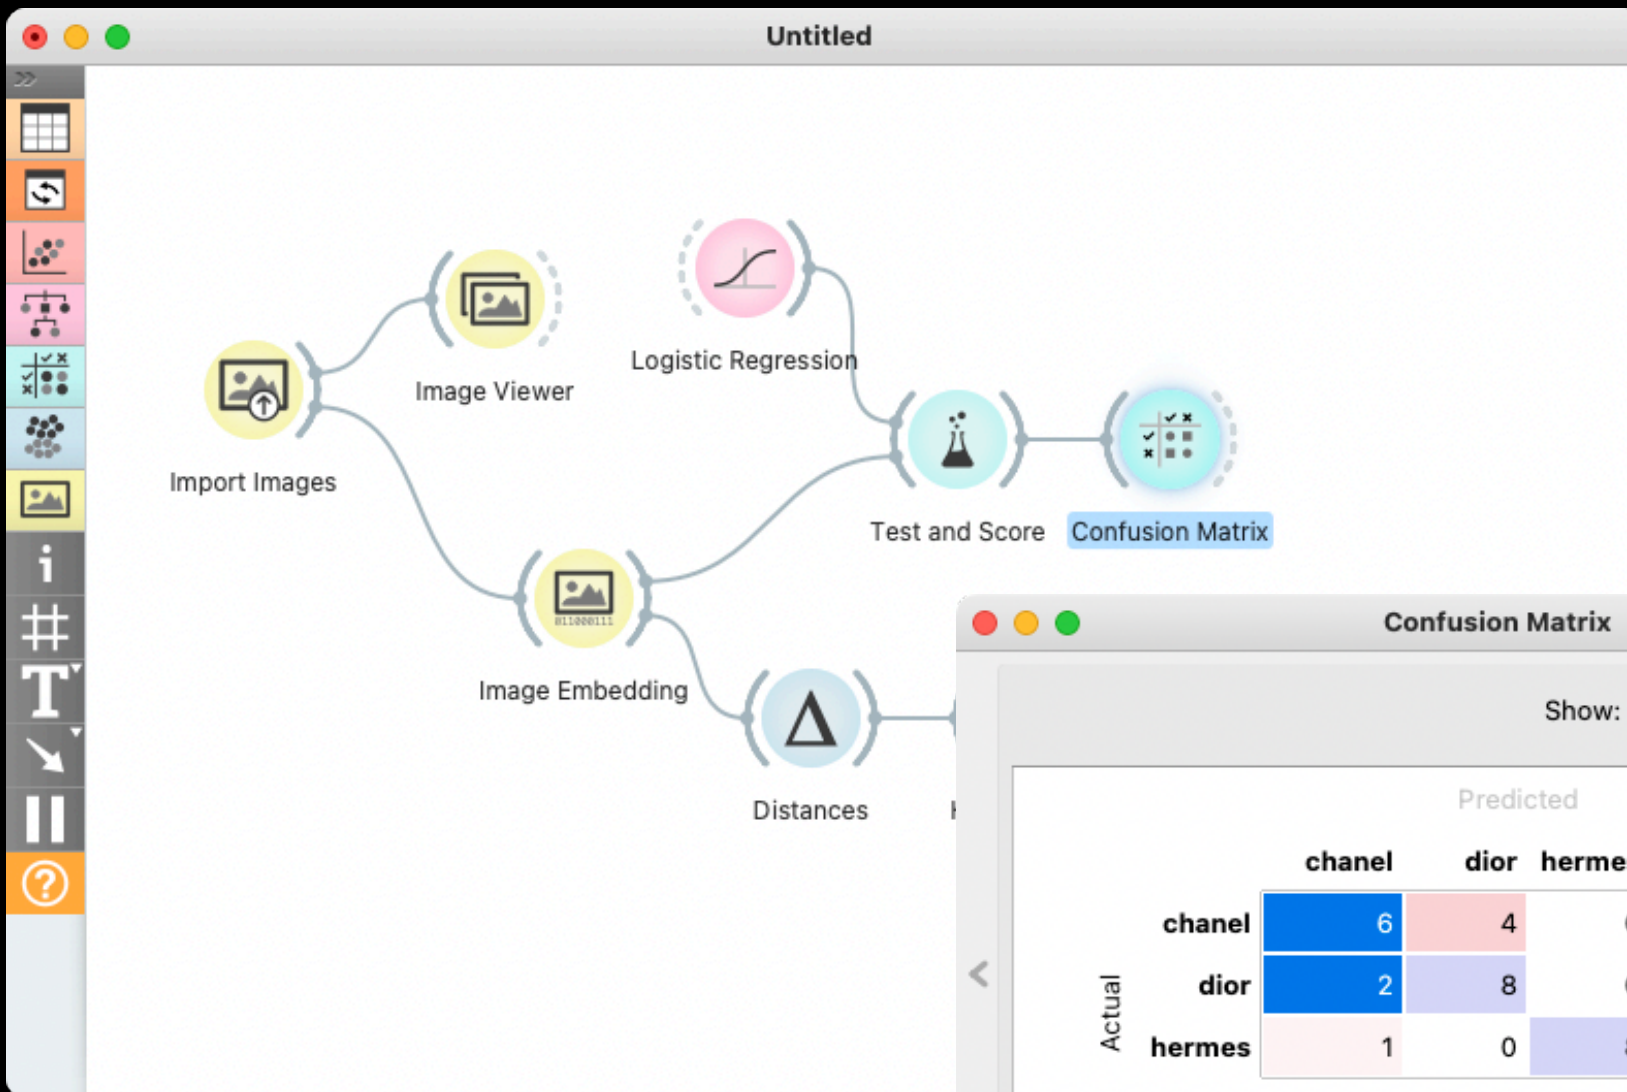 Untitled
Image Viewer
Logistic Regression
Import Images
Test and Score
Confusion Matrix
011000111
Image Embedding
Distances
Confusion Matrix
Show:
Predicted
chanel dior herme
chanel 6 4
dior 2 8
hermes 1 0
Actual